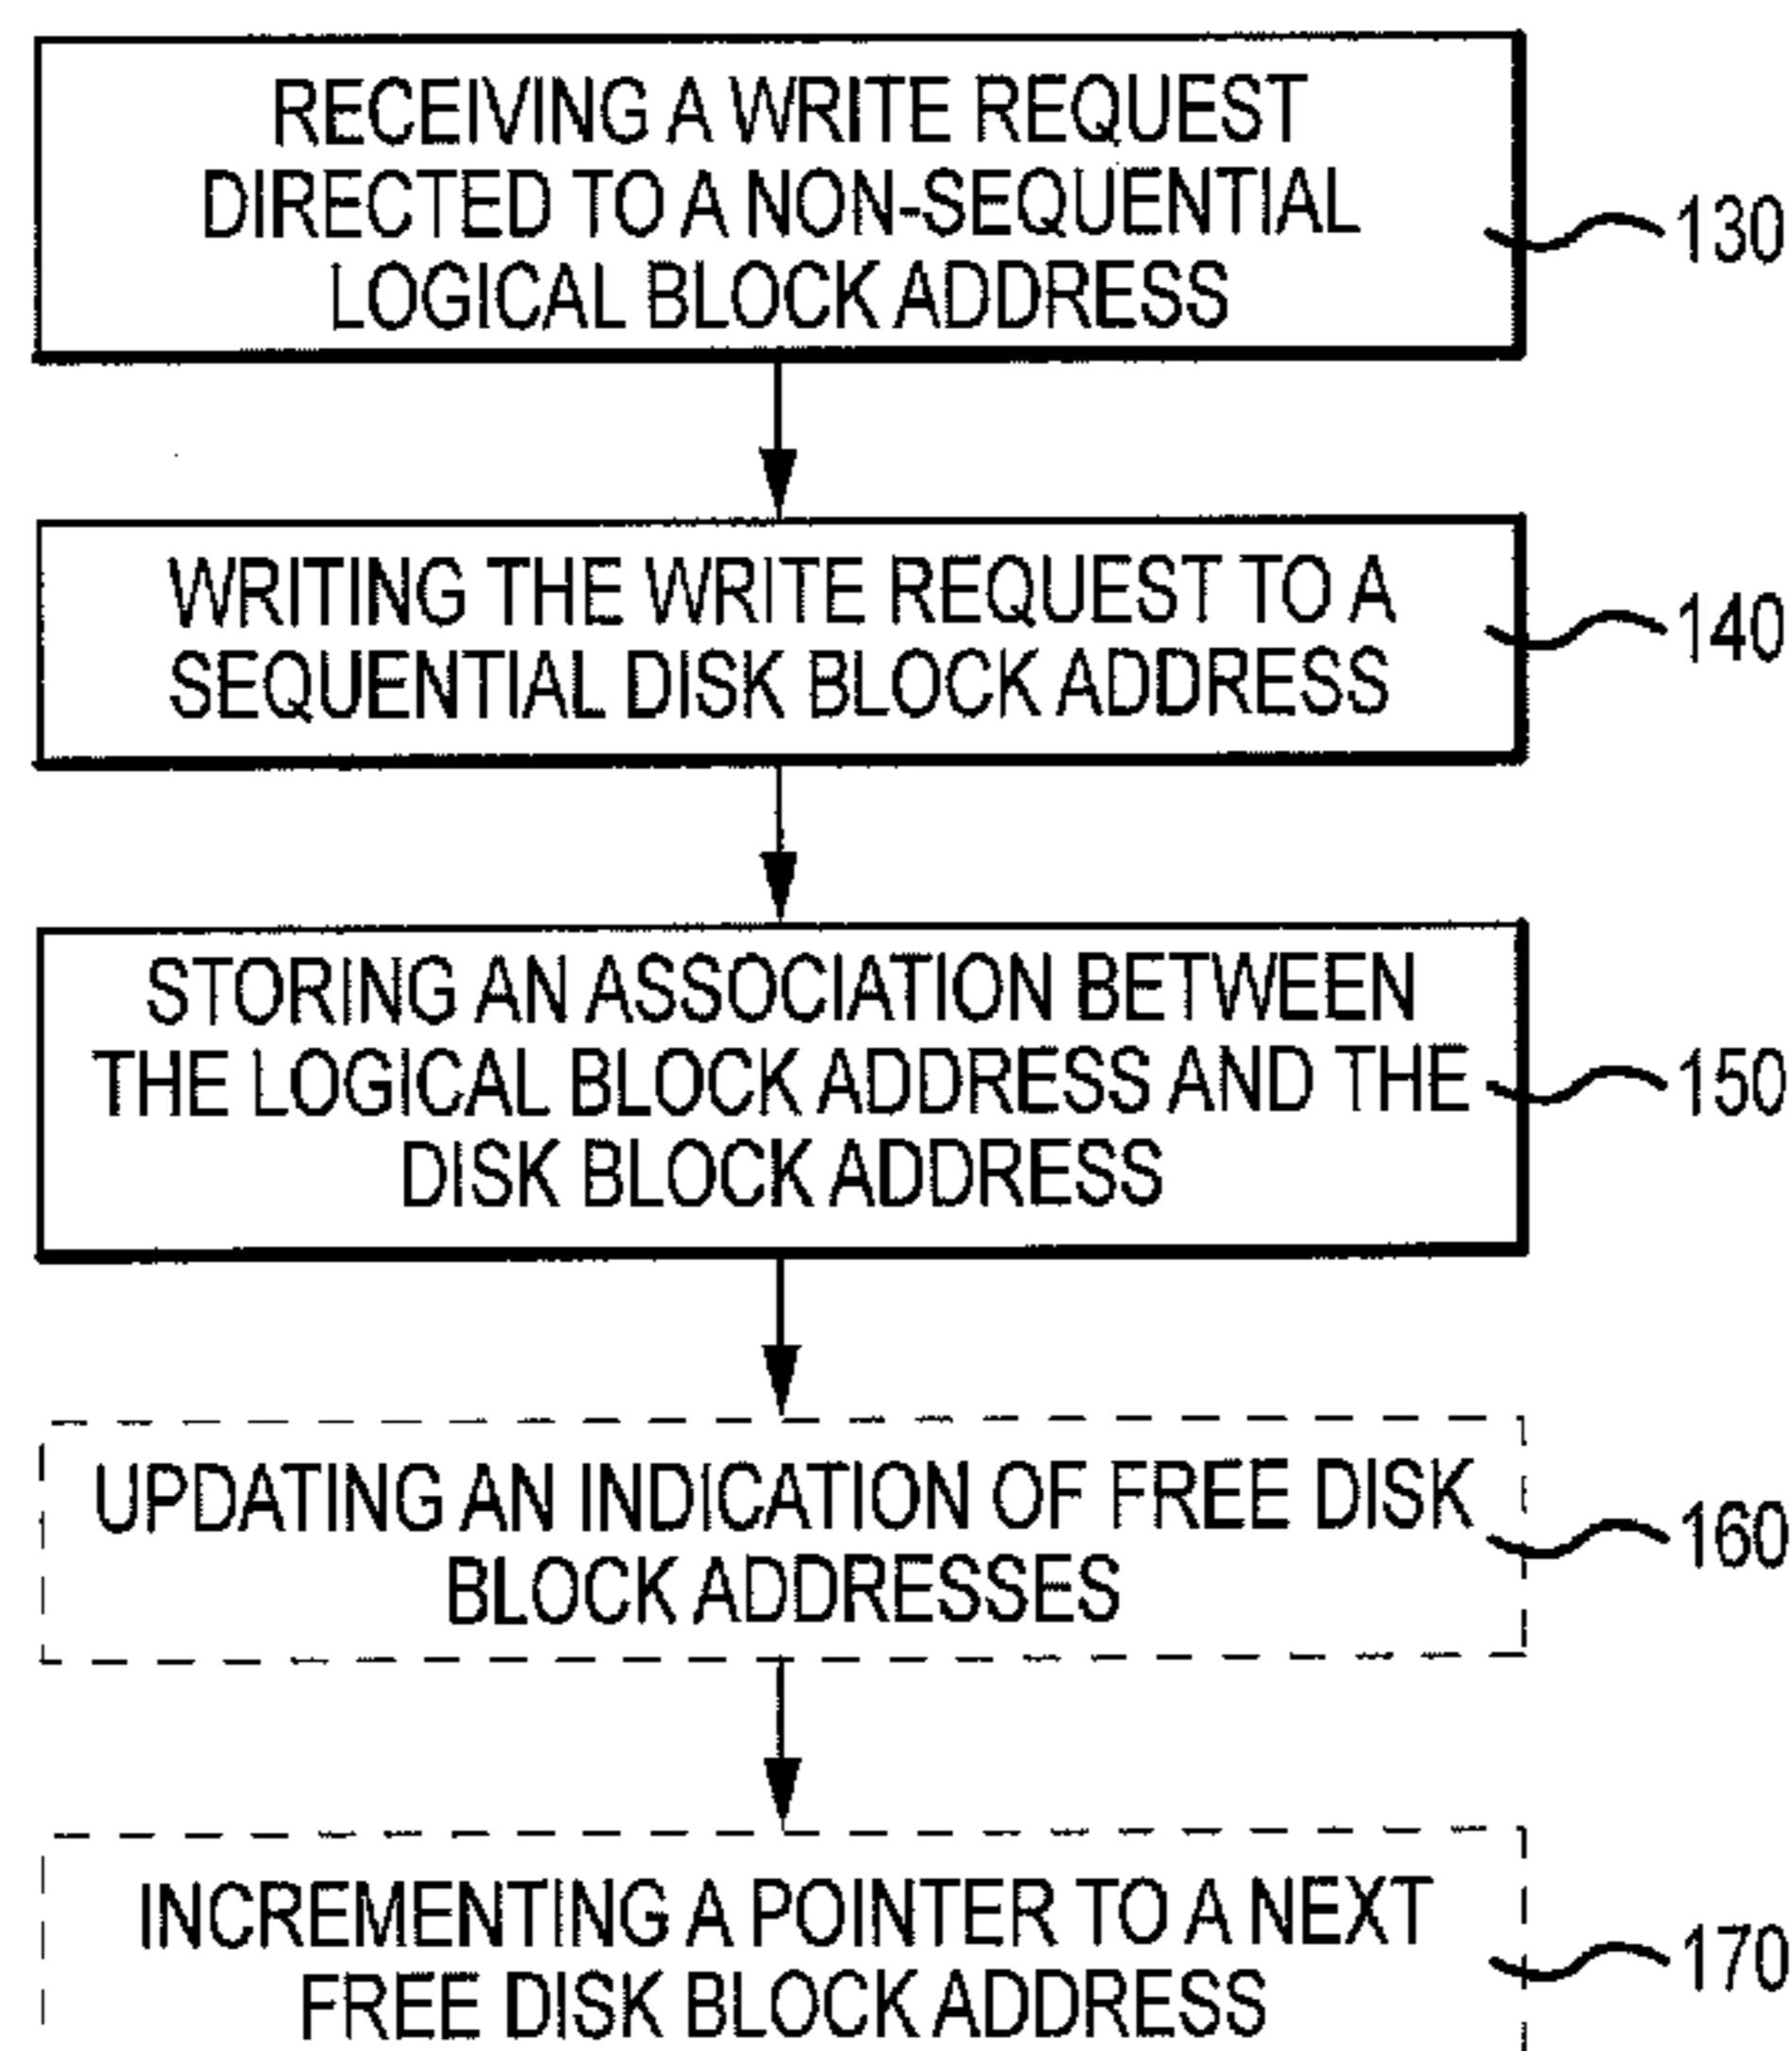 RECEIVING A WRITE REQUEST
DIRECTED TO A NON-SEQUENTIAL
LOGICAL BLOCK ADDRESS
130
WRITING THE WRITE REQUEST TO A
SEQUENTIAL DISK BLOCK ADDRESS
140
STORING AN ASSOCIATION BETWEEN
THE LOGICAL BLOCK ADDRESS AND THE
DISK BLOCK ADDRESS
150
UPDATING AN INDICATION OF FREE DISK
BLOCK ADDRESSES
160
INCREMENTING A POINTER TO A NEXT
FREE DISK BLOCK ADDRESS
170